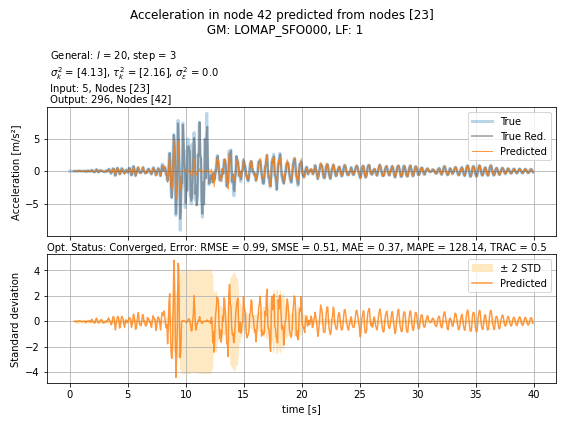 Acceleration in node 42 predicted from nodes [23]
GM: LOMAP_SFO000, LF: 1
General: l = 20, step = 3
σ²ₖ = [4.13], τ²ₖ = [2.16], σ²ₑ = 0.0
Input: 5, Nodes [23]
Output: 296, Nodes [42]
Acceleration [m/s²]
5
0
−5
True
True Red.
Predicted
Opt. Status: Converged, Error: RMSE = 0.99, SMSE = 0.51, MAE = 0.37, MAPE = 128.14, TRAC = 0.5
Standard deviation
4
2
0
−2
−4
± 2 STD
Predicted
0 5 10 15 20 25 30 35 40
time [s]